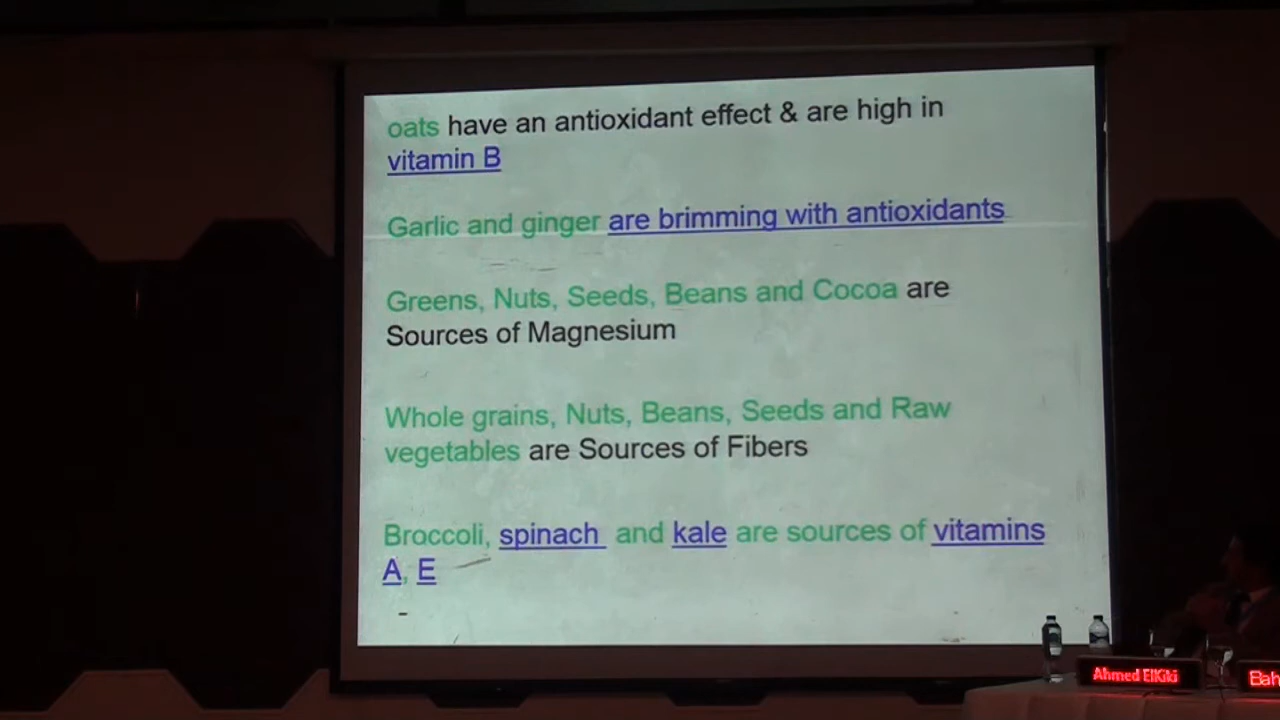 oats have an antioxidant effect & are high in
vitamin B
Garlic and ginger are brimming with antioxidants
Greens, Nuts, Seeds, Beans and Cocoa are
Sources of Magnesium
Whole grains, Nuts, Beans, Seeds and Raw
vegetables are Sources of Fibers
Broccoli, spinach and kale are sources of vitamins
A, E
-
Ahmed ElKiki
Bah